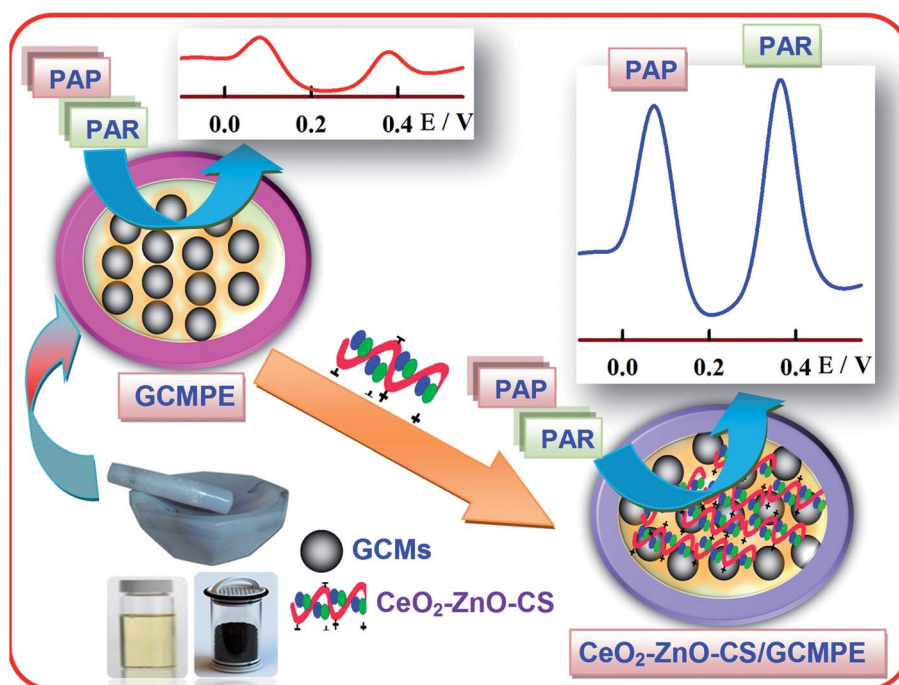 PAP
PAR
0.0 0.2 0.4 E / V
PAP
PAR
0.0 0.2 0.4 E / V
GCMPE
PAP
PAR
GCMs
CeO₂-ZnO-CS
CeO₂-ZnO-CS/GCMPE